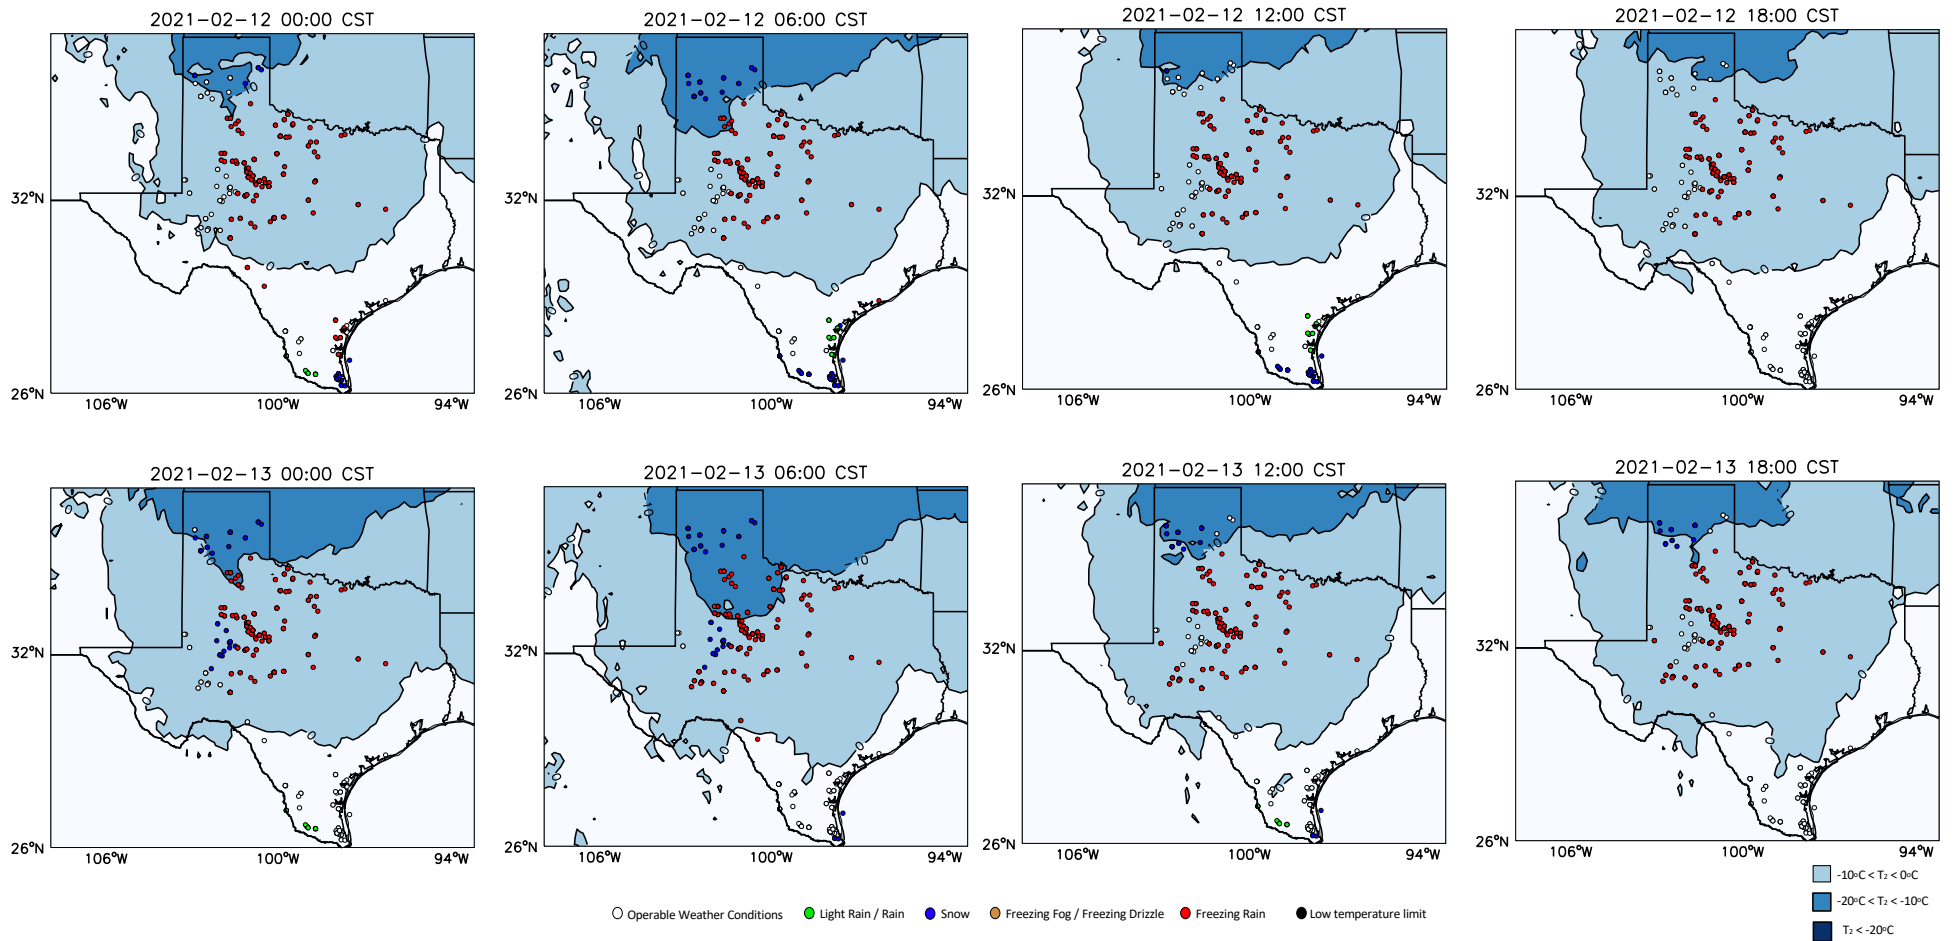 2021-02-12 00:00 CST
2021-02-12 06:00 CST
2021-02-12 12:00 CST
2021-02-12 18:00 CST
32°N
32°N
32°N
32°N
26°N
26°N
26°N
26°N
106°W 100°W 94°W
106°W 100°W 94°W
106°W 100°W 94°W
106°W 100°W 94°W
2021-02-13 00:00 CST
2021-02-13 06:00 CST
2021-02-13 12:00 CST
2021-02-13 18:00 CST
32°N
32°N
32°N
32°N
26°N
26°N
26°N
26°N
106°W 100°W 94°W
106°W 100°W 94°W
106°W 100°W 94°W
106°W 100°W 94°W
-10°C < T₂ < 0°C
-20°C < T₂ < -10°C
T₂ < -20°C
Operable Weather Conditions Light Rain / Rain Snow Freezing Fog / Freezing Drizzle Freezing Rain Low temperature limit